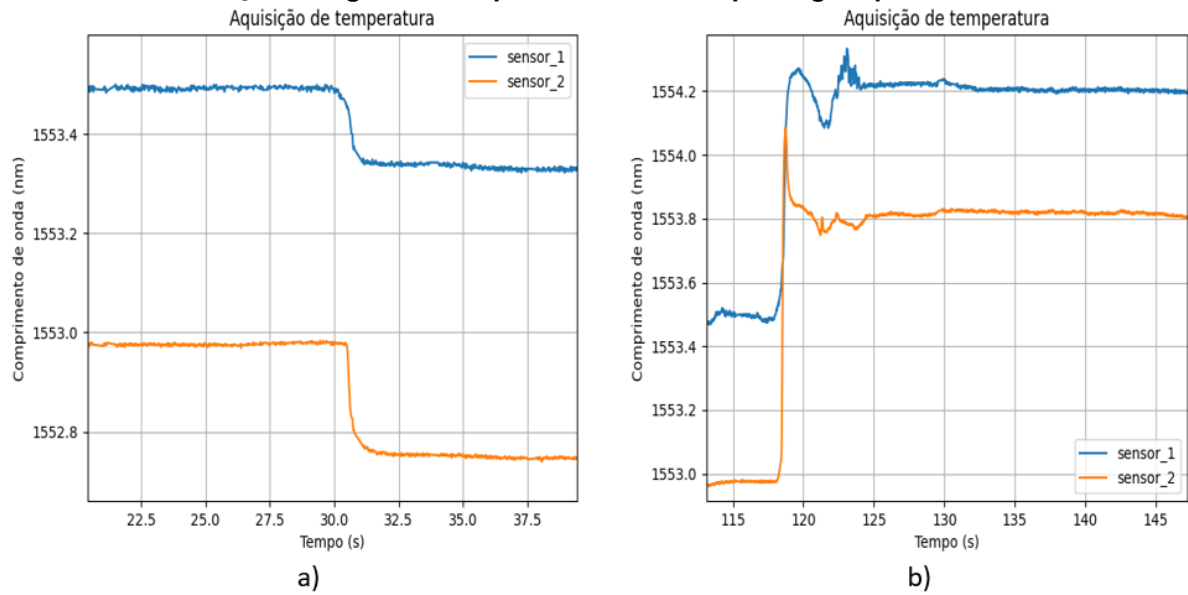 Aquisição de temperatura
Comprimento de onda (nm)
1553.4
1553.2
1553.0
1552.8
sensor_1
sensor_2
22.5 25.0 27.5 30.0 32.5 35.0 37.5
Tempo (s)
a)
Aquisição de temperatura
Comprimento de onda (nm)
1554.2
1554.0
1553.8
1553.6
1553.4
1553.2
1553.0
sensor_1
sensor_2
115 120 125 130 135 140 145
Tempo (s)
b)